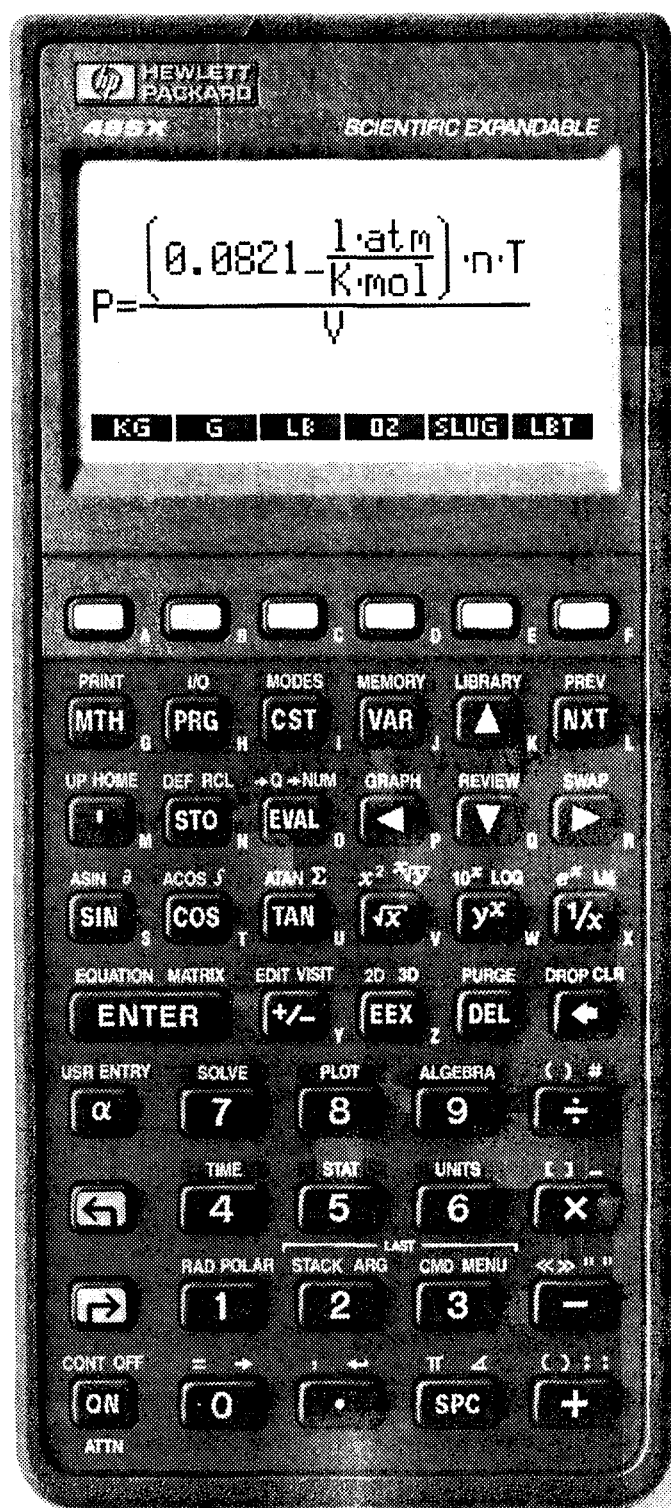 hp HEWLETT
PACKARD
48SX SCIENTIFIC EXPANDABLE
P=(0.0821_l·atm/K·mol)·n·T/V
KG G LB OZ SLUG LBT
A B C D E F
PRINT I/O MODES MEMORY LIBRARY PREV
MTH G PRG H CST I VAR J ▲ K NXT L
UP HOME DEF RCL →Q →NUM GRAPH REVIEW SWAP
' M STO N EVAL O ◀ P ▼ Q ▶ R
ASIN ∂ ACOS ∫ ATAN Σ x² ˣ√y 10ˣ LOG eˣ LN
SIN S COS T TAN U √x V yˣ W 1/x X
EQUATION MATRIX EDIT VISIT 2D 3D PURGE DROP CLR
ENTER +/− Y EEX Z DEL ⬅
USR ENTRY SOLVE PLOT ALGEBRA ( ) #
α 7 8 9 ÷
TIME STAT UNITS [ ] _
↰ 4 5 6 ×
LAST
RAD POLAR STACK ARG CMD MENU «» " "
↱ 1 2 3 −
CONT OFF = → , ↵ π ∡ { } : :
ON 0 . SPC +
ATTN